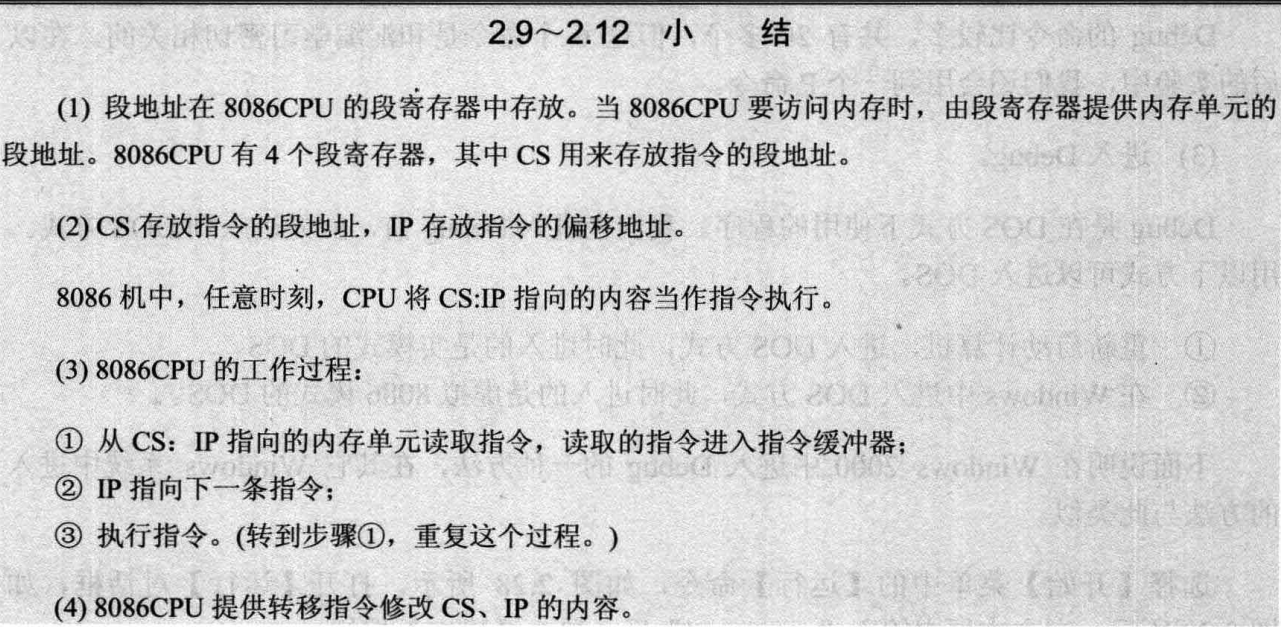 2.9～2.12 小 结
(1) 段地址在 8086CPU 的段寄存器中存放。当 8086CPU 要访问内存时，由段寄存器提供内存单元的
段地址。8086CPU 有 4 个段寄存器，其中 CS 用来存放指令的段地址。
(2) CS 存放指令的段地址，IP 存放指令的偏移地址。
8086 机中，任意时刻，CPU 将 CS:IP 指向的内容当作指令执行。
(3) 8086CPU 的工作过程：
① 从 CS：IP 指向的内存单元读取指令，读取的指令进入指令缓冲器；
② IP 指向下一条指令；
③ 执行指令。(转到步骤①，重复这个过程。)
(4) 8086CPU 提供转移指令修改 CS、IP 的内容。